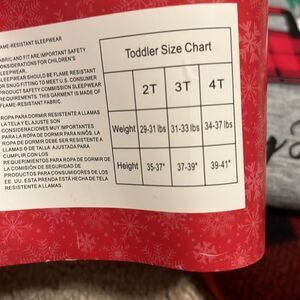 AME-RESISTANT SLEEPWEAR
ABRIC AND FIT ARE IMPORTANT SAFETY
ONSIDERATIONS FOR CHILDREN'S
LEEPWEAR.
LEEPWEAR SHOULD BE FLAME RESISTANT
OR SNUG FITTING TO MEET U.S. CONSUMER
PRODUCT SAFETY COMMISSION SLEEPWEAR
REQUIREMENTS. THIS GARMENT IS MADE OF
FLAME-RESISTANT FABRIC.
ROPA PARA DORMIR RESISTENTE A LLAMAS
LA TELA Y EL AJUSTE SON
CONSIDERACIONES MUY IMPORTANTES
PARA LA ROPA DE DORMIR PARA NIÑOS. LA
ROPA DE DORMIR DEBE SER RESISTENTE A
LLAMAS O DE TALLA AJUSTADA PARA
CUMPLIR CON LOS
REQUERIMIENTOS PARA ROPA DE DORMIR DE
LA COMISIÓN DE SEGURIDAD DE
PRODUCTOS PARA CONSUMIDORES DE LOS
EE. UU. ESTA PRENDA ESTÁ HECHA DE TELA
RESISTENTE A LLAMAS.
Toddler Size Chart
2T 3T 4T
Weight 29-31 lbs 31-33 lbs 34-37 lbs
Height 35-37" 37-39" 39-41"